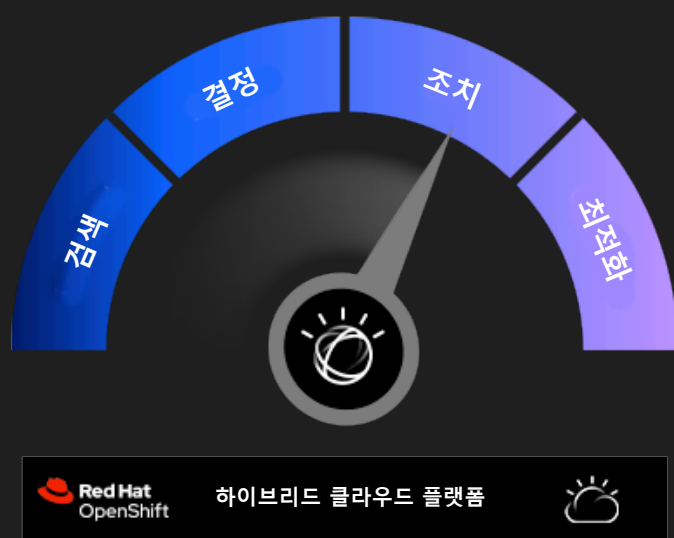 검색
결정
조치
최적화
Red Hat
OpenShift
하이브리드 클라우드 플랫폼